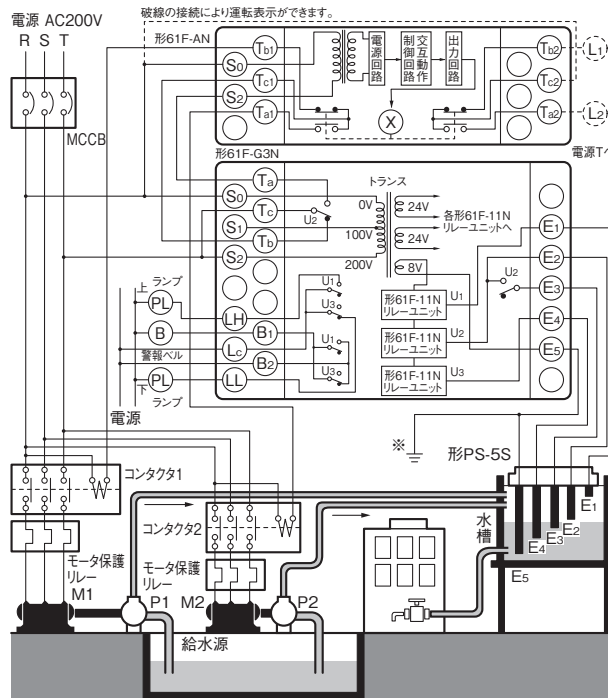 破線の接続により運転表示ができます。
電源 AC200V
R S T
形61F-AN
Tb1
S0
Tc1
S2
Ta1
電源回路
制御回路
交互動作
出力回路
X
Tb2
L1
Tc2
Ta2
L2
電源Tへ
MCCB
形61F-G3N
Ta
S0
Tc
S1
Tb
S2
U2
トランス
0V
100V
200V
24V
24V
8V
各形61F-11N
リレーユニットへ
E1
E2
U2
E3
E4
E5
形61F-11N
リレーユニット
U1
形61F-11N
リレーユニット
U2
形61F-11N
リレーユニット
U3
上
ランプ
PL
LH
B
B1
Lc
警報ベル
B2
PL
LL
下
ランプ
U1
U3
U1
U3
電源
※
形PS-5S
コンタクタ1
コンタクタ2
モータ保護
リレー
モータ保護
リレー
M1
P1
M2
P2
給水源
水槽
E1
E2
E3
E4
E5